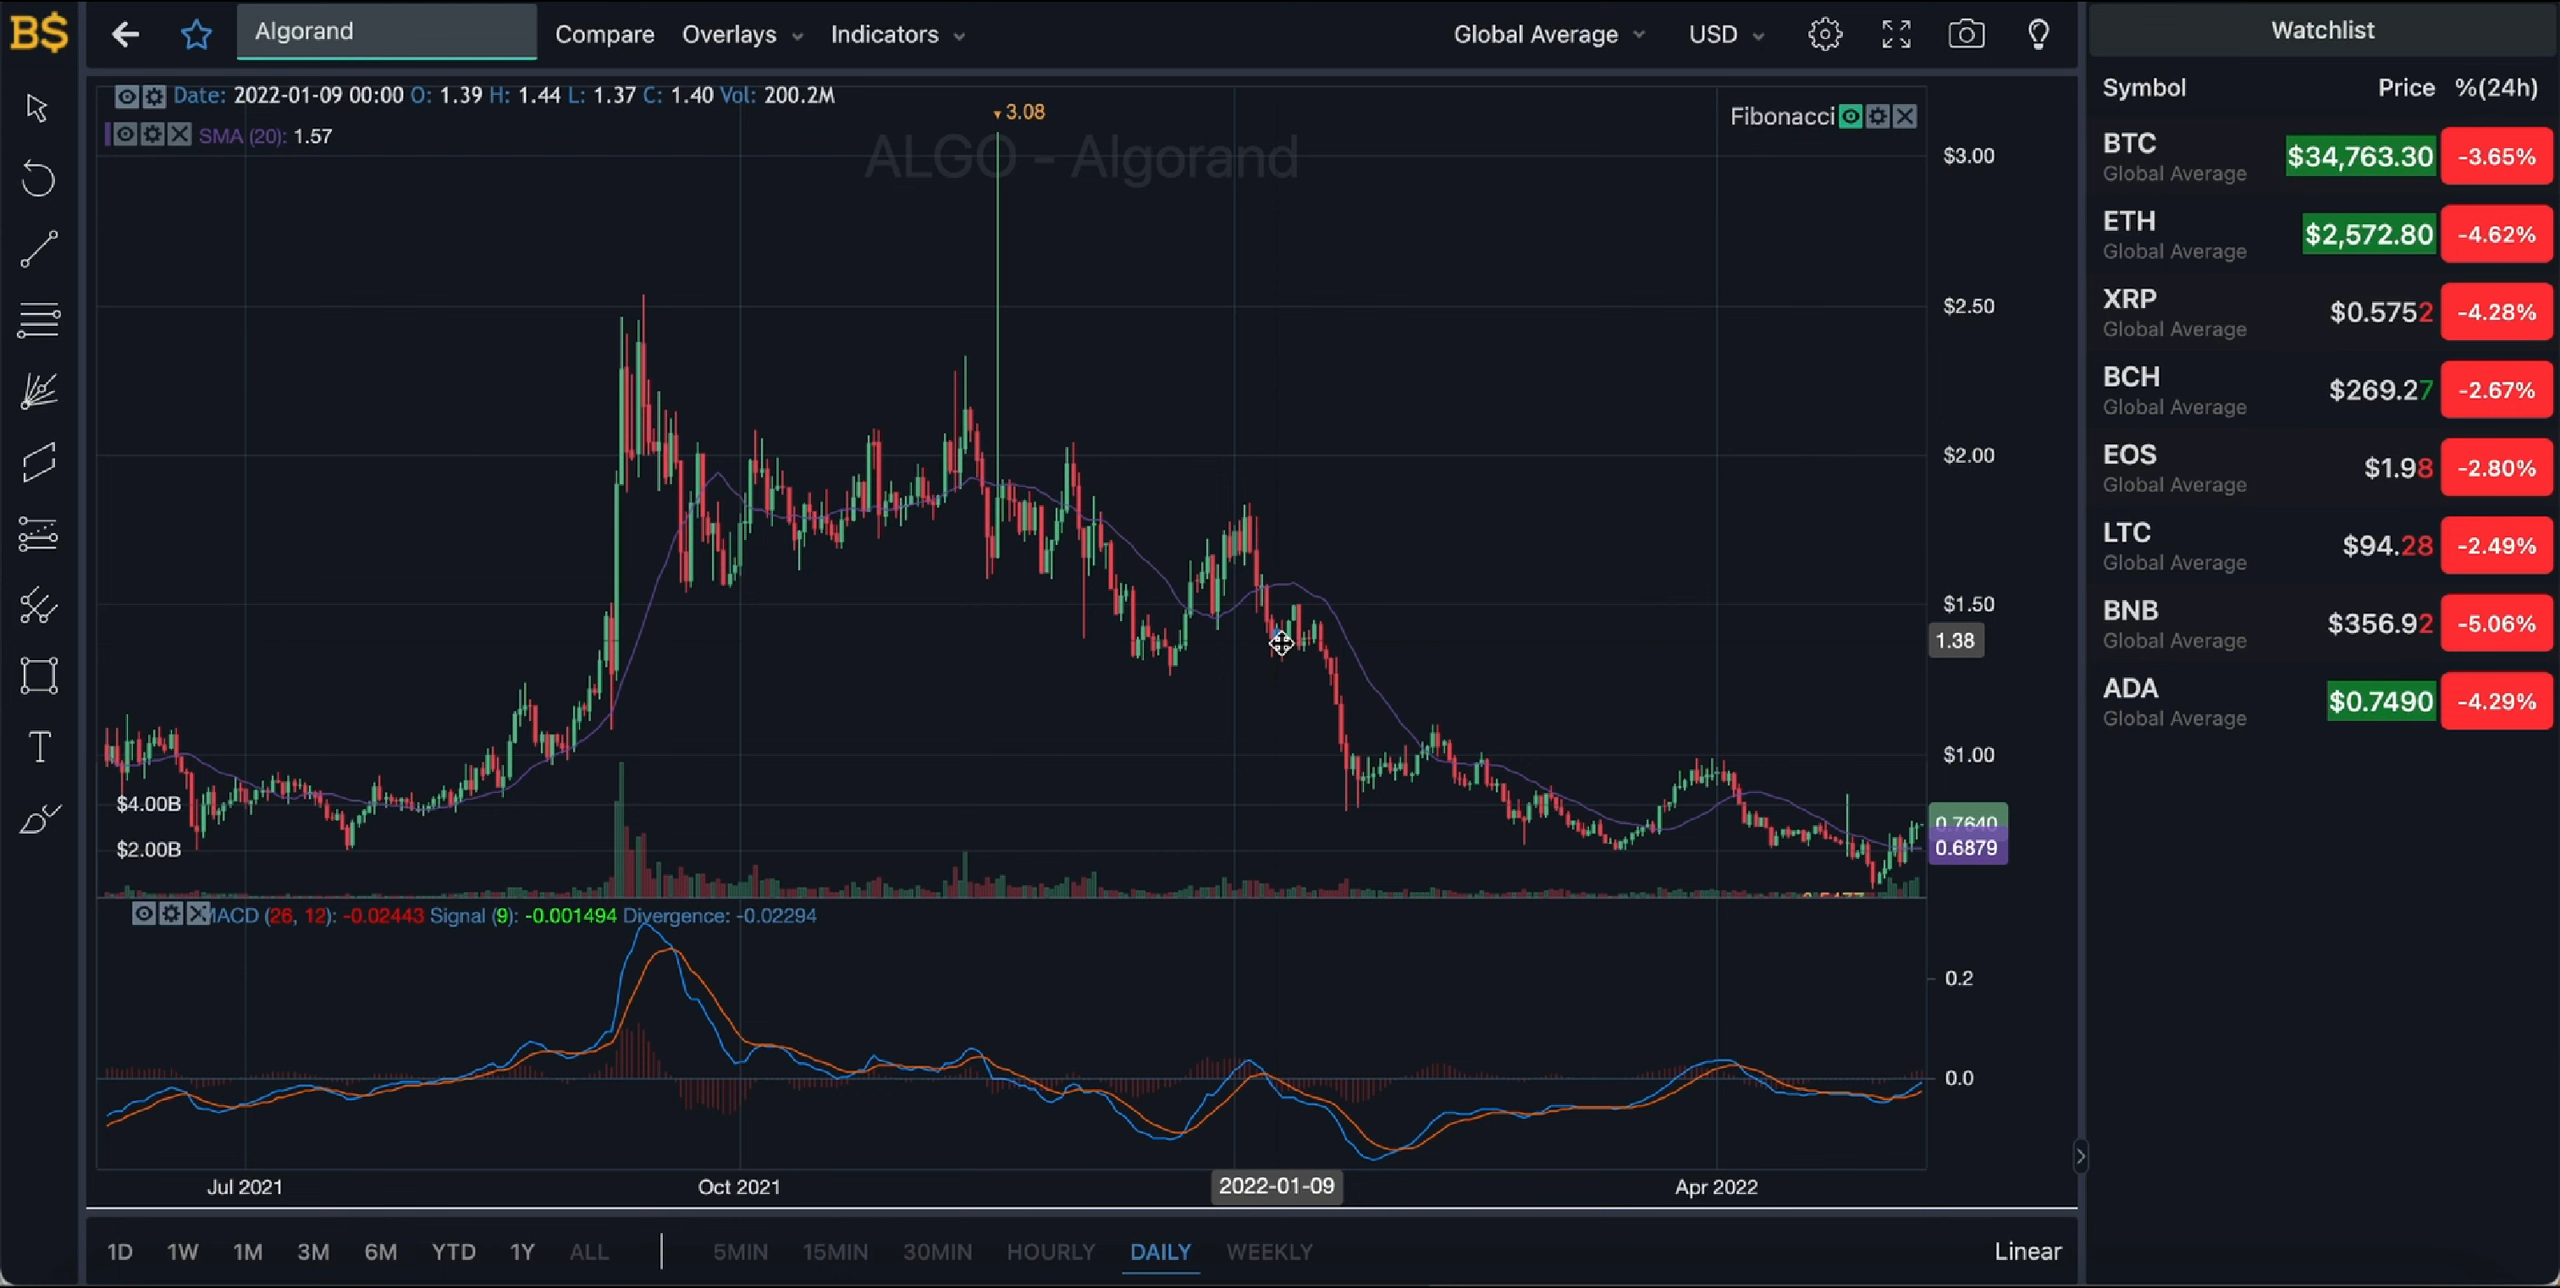 B$ Algorand Compare Overlays Indicators Global Average USD
Date: 2022-01-09 00:00 O: 1.39 H: 1.44 L: 1.37 C: 1.40 Vol: 200.2M
SMA (20): 1.57
3.08
ALGO - Algorand
Fibonacci
$3.00
$2.50
$2.00
$1.50
1.38
$1.00
$4.00B
$2.00B
0.7640
0.6879
MACD (26, 12): -0.02443 Signal (9): -0.001494 Divergence: -0.02294
0.2
0.0
Jul 2021 Oct 2021 2022-01-09 Apr 2022
1D 1W 1M 3M 6M YTD 1Y ALL 5MIN 15MIN 30MIN HOURLY DAILY WEEKLY Linear
Watchlist
Symbol Price %(24h)
BTC $34,763.30 -3.65%
Global Average
ETH $2,572.80 -4.62%
Global Average
XRP $0.5752 -4.28%
Global Average
BCH $269.27 -2.67%
Global Average
EOS $1.98 -2.80%
Global Average
LTC $94.28 -2.49%
Global Average
BNB $356.92 -5.06%
Global Average
ADA $0.7490 -4.29%
Global Average